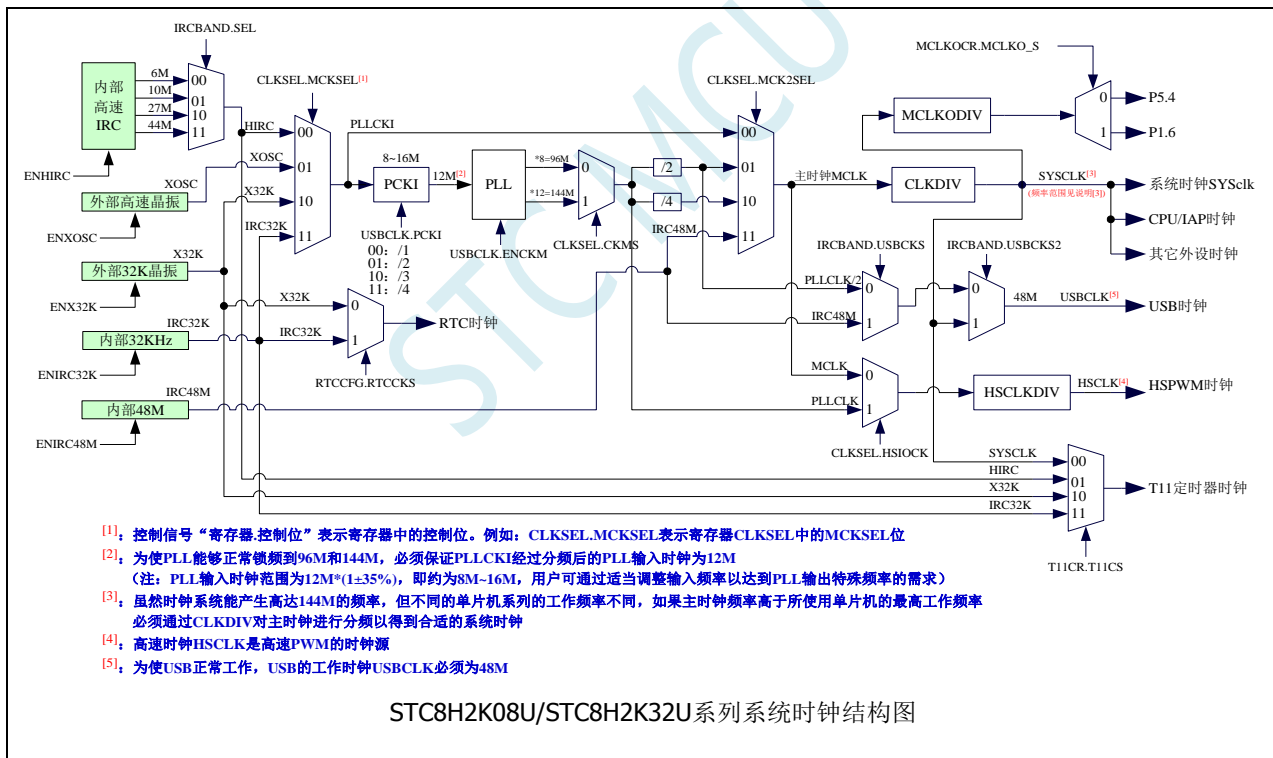 IRCBAND.SEL
内部
高速
IRC
6M
10M
27M
44M
00
01
10
11
ENHIRC
HIRC
XOSC
外部高速晶振
ENXOSC
XOSC
X32K
IRC32K
外部32K晶振
X32K
ENX32K
内部32KHz
IRC32K
ENIRC32K
内部48M
IRC48M
ENIRC48M
CLKSEL.MCKSEL[1]
00
01
10
11
PLLCKI
8~16M
PCKI
12M[2]
USBCLK.PCKI
00: /1
01: /2
10: /3
11: /4
PLL
USBCLK.ENCKM
*8=96M
*12=144M
0
1
CLKSEL.CKMS
/2
/4
IRC48M
CLKSEL.MCK2SEL
00
01
10
11
主时钟MCLK
CLKDIV
MCLKOCR.MCLKO_S
MCLKODIV
0
1
P5.4
P1.6
SYSCLK[3]
(频率范围见说明[3])
系统时钟SYSclk
CPU/IAP时钟
其它外设时钟
X32K
IRC32K
0
1
RTC时钟
RTCCFG.RTCCKS
IRCBAND.USBCKS
PLLCLK/2
IRC48M
0
1
IRCBAND.USBCKS2
0
1
48M
USBCLK[5]
USB时钟
MCLK
PLLCLK
0
1
CLKSEL.HSIOCK
HSCLKDIV
HSCLK[4]
HSPWM时钟
SYSCLK
HIRC
X32K
IRC32K
00
01
10
11
T11定时器时钟
T11CR.T11CS
[1]：控制信号“寄存器.控制位”表示寄存器中的控制位。例如：CLKSEL.MCKSEL表示寄存器CLKSEL中的MCKSEL位
[2]：为使PLL能够正常锁频到96M和144M，必须保证PLLCKI经过分频后的PLL输入时钟为12M
（注：PLL输入时钟范围为12M*(1±35%)，即约为8M~16M，用户可通过适当调整输入频率以达到PLL输出特殊频率的需求）
[3]：虽然时钟系统能产生高达144M的频率，但不同的单片机系列的工作频率不同，如果主时钟频率高于所使用单片机的最高工作频率
必须通过CLKDIV对主时钟进行分频以得到合适的系统时钟
[4]：高速时钟HSCLK是高速PWM的时钟源
[5]：为使USB正常工作，USB的工作时钟USBCLK必须为48M
STC8H2K08U/STC8H2K32U系列系统时钟结构图
STC MCU